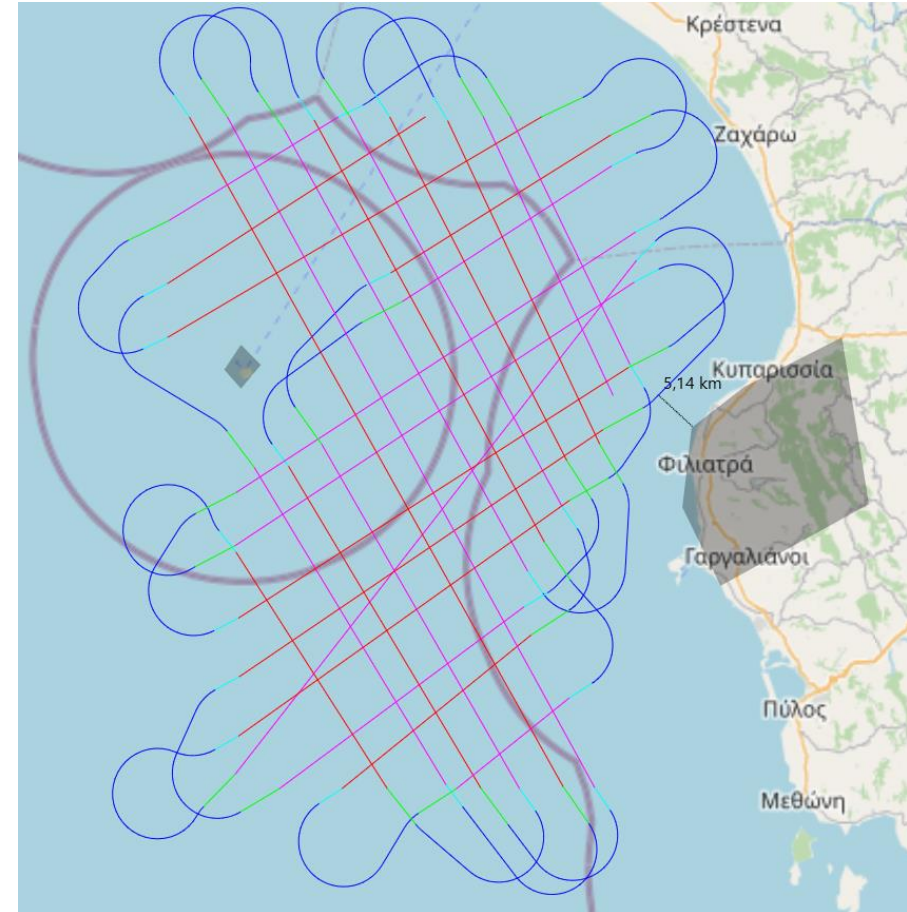 Κρέστενα
Ζαχάρω
Κυπαρισσία
5,14 km
Φιλιατρά
Γαργαλιάνοι
Πύλος
Μεθώνη